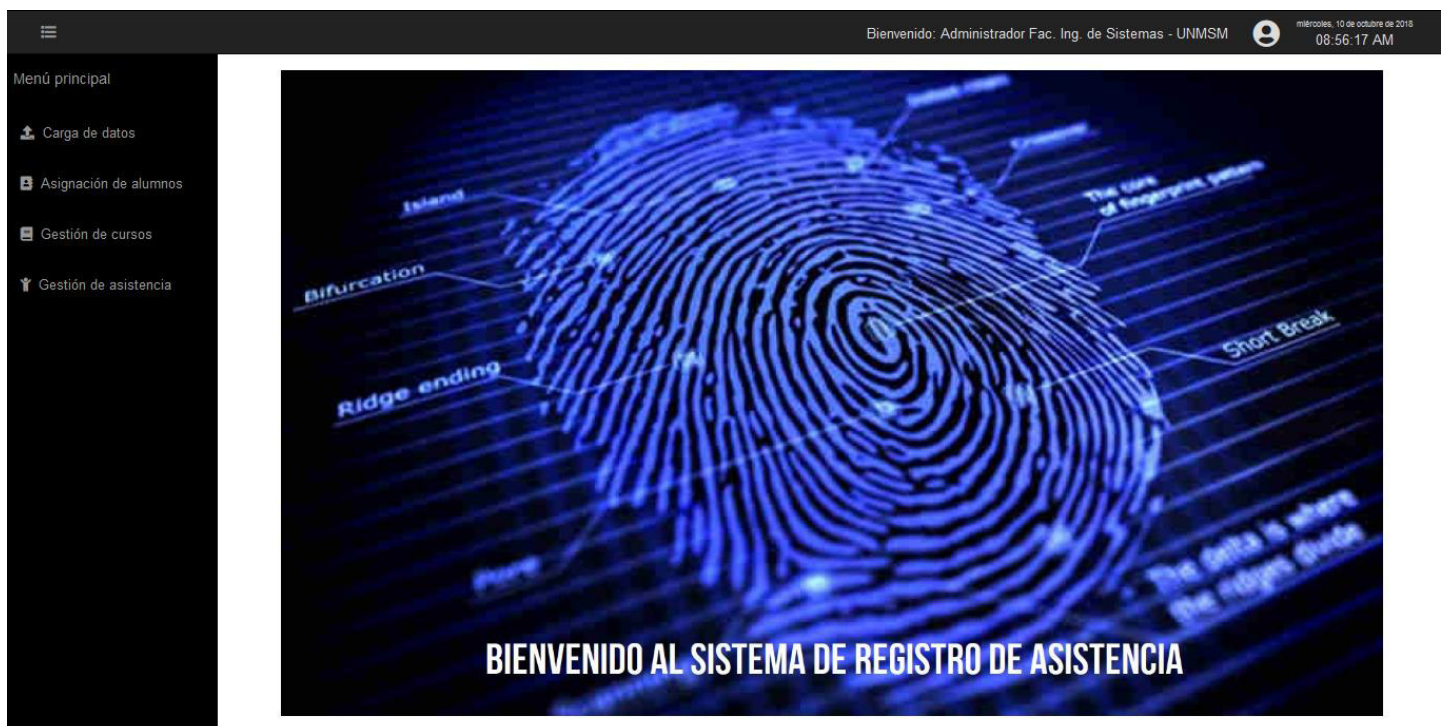 Bienvenido: Administrador Fac. Ing. de Sistemas - UNMSM
miércoles, 10 de octubre de 2018
08:56:17 AM
Menú principal
Carga de datos
Asignación de alumnos
Gestión de cursos
Gestión de asistencia
Island
Crossover
The core
of fingerprint pattern
Bifurcation
Short Break
Ridge ending
Pore
The delta is where
the ridges divide
BIENVENIDO AL SISTEMA DE REGISTRO DE ASISTENCIA